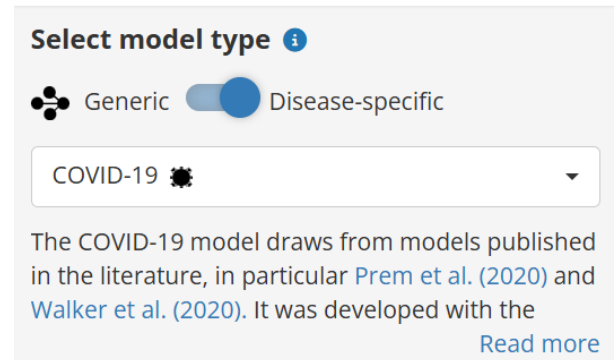 Select model type
Generic Disease-specific
COVID-19
The COVID-19 model draws from models published
in the literature, in particular Prem et al. (2020) and
Walker et al. (2020). It was developed with the
Read more